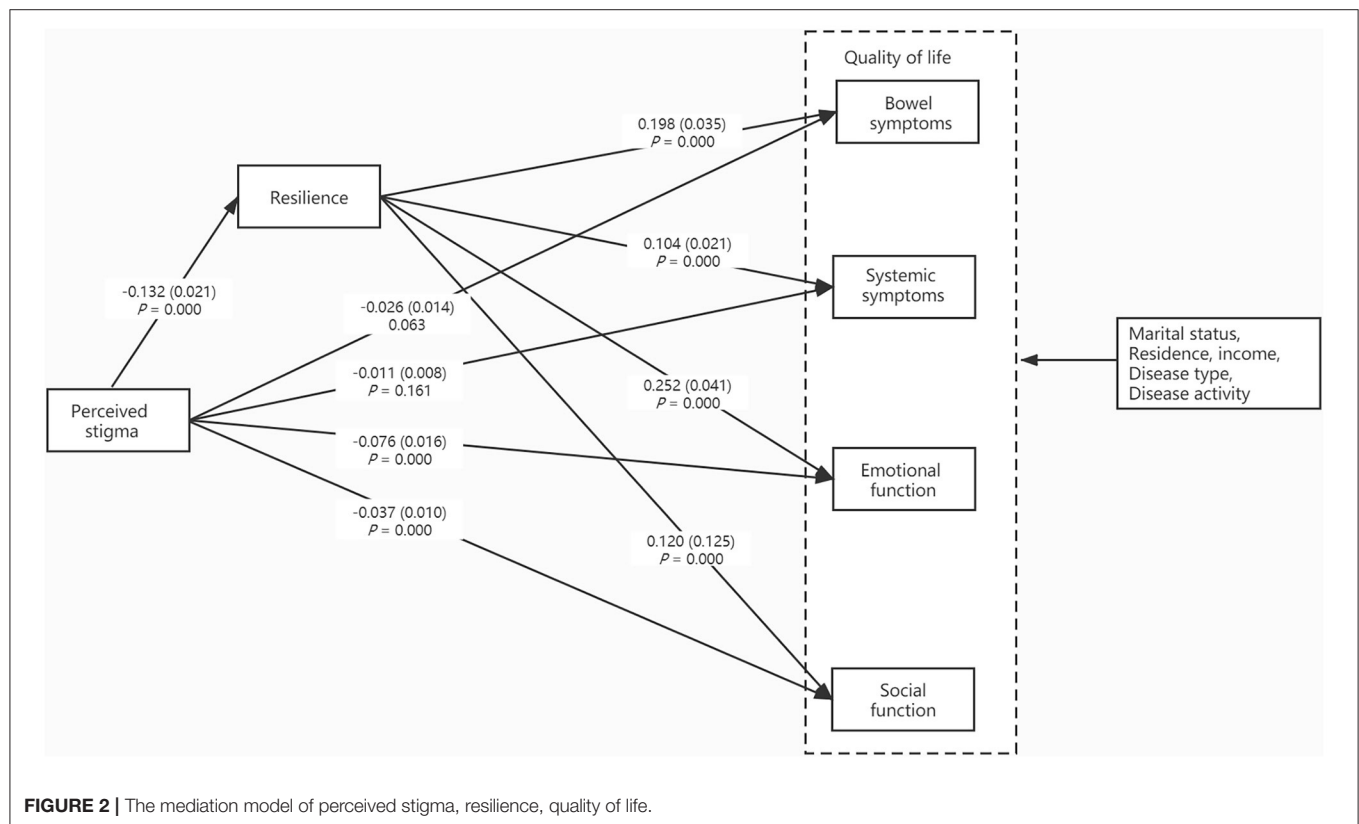 Quality of life
Bowel
symptoms
0.198 (0.035)
P = 0.000
Resilience
0.104 (0.021)
P = 0.000
Systemic
symptoms
-0.132 (0.021)
P = 0.000
-0.026 (0.014)
0.063
Marital status,
Residence, income,
Disease type,
Disease activity
-0.011 (0.008)
P = 0.161
0.252 (0.041)
P = 0.000
Perceived
stigma
-0.076 (0.016)
P = 0.000
Emotional
function
-0.037 (0.010)
P = 0.000
0.120 (0.125)
P = 0.000
Social
function
FIGURE 2 | The mediation model of perceived stigma, resilience, quality of life.